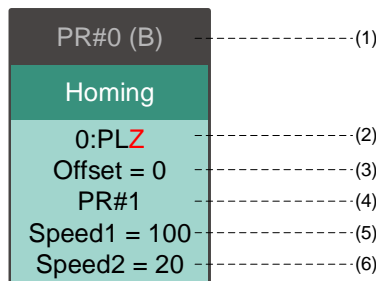 PR#0 (B) (1)
Homing
0:PLZ (2)
Offset = 0 (3)
PR#1 (4)
Speed1 = 100 (5)
Speed2 = 20 (6)